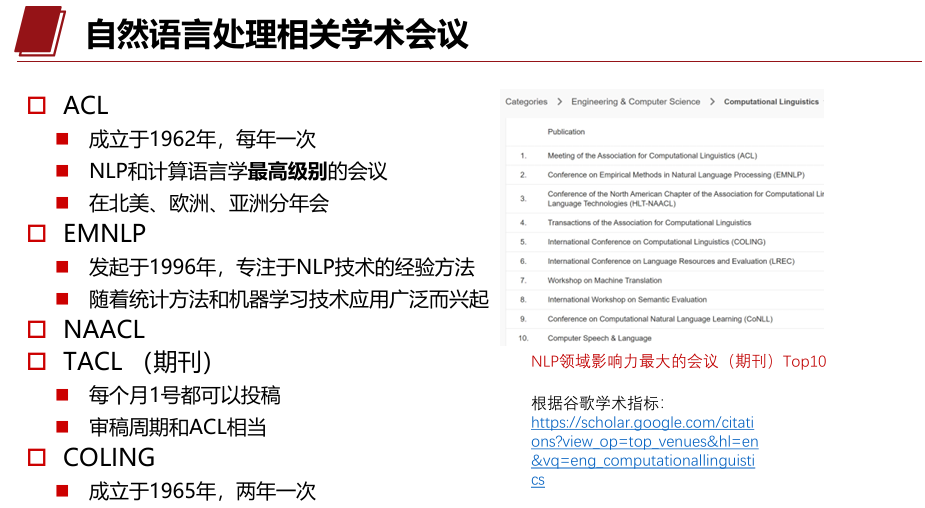 自然语言处理相关学术会议
ACL
成立于1962年，每年一次
NLP和计算语言学最高级别的会议
在北美、欧洲、亚洲分年会
EMNLP
发起于1996年，专注于NLP技术的经验方法
随着统计方法和机器学习技术应用广泛而兴起
NAACL
TACL （期刊）
每个月1号都可以投稿
审稿周期和ACL相当
COLING
成立于1965年，两年一次
Categories > Engineering & Computer Science > Computational Linguistics
Publication
1. Meeting of the Association for Computational Linguistics (ACL)
2. Conference on Empirical Methods in Natural Language Processing (EMNLP)
3. Conference of the North American Chapter of the Association for Computational Lin
Language Technologies (HLT-NAACL)
4. Transactions of the Association for Computational Linguistics
5. International Conference on Computational Linguistics (COLING)
6. International Conference on Language Resources and Evaluation (LREC)
7. Workshop on Machine Translation
8. International Workshop on Semantic Evaluation
9. Conference on Computational Natural Language Learning (CoNLL)
10. Computer Speech & Language
NLP领域影响力最大的会议（期刊）Top10
根据谷歌学术指标：
https://scholar.google.com/citati
ons?view_op=top_venues&hl=en
&vq=eng_computationallinguisti
cs